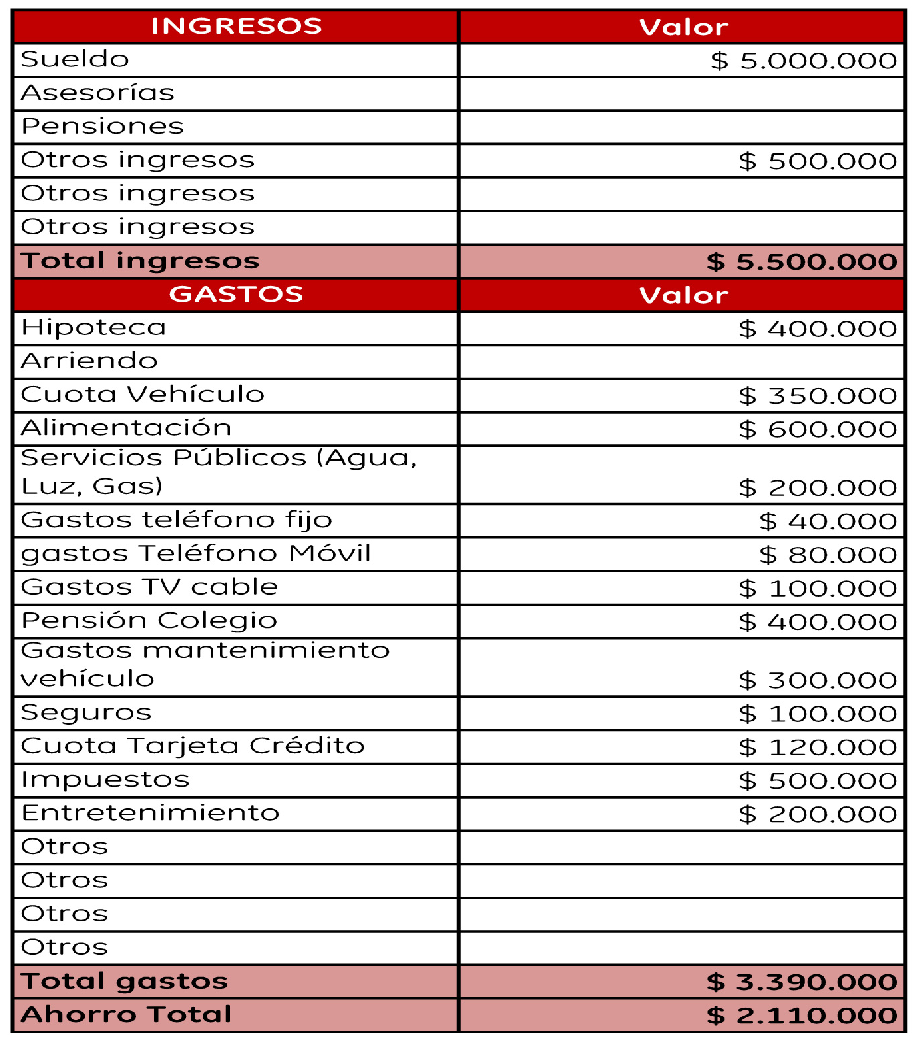 INGRESOS Valor
Sueldo $ 5.000.000
Asesorías
Pensiones
Otros ingresos $ 500.000
Otros ingresos
Otros ingresos
Total ingresos $ 5.500.000
GASTOS Valor
Hipoteca $ 400.000
Arriendo
Cuota Vehículo $ 350.000
Alimentación $ 600.000
Servicios Públicos (Agua,
Luz, Gas) $ 200.000
Gastos teléfono fijo $ 40.000
gastos Teléfono Móvil $ 80.000
Gastos TV cable $ 100.000
Pensión Colegio $ 400.000
Gastos mantenimiento
vehículo $ 300.000
Seguros $ 100.000
Cuota Tarjeta Crédito $ 120.000
Impuestos $ 500.000
Entretenimiento $ 200.000
Otros
Otros
Otros
Otros
Total gastos $ 3.390.000
Ahorro Total $ 2.110.000